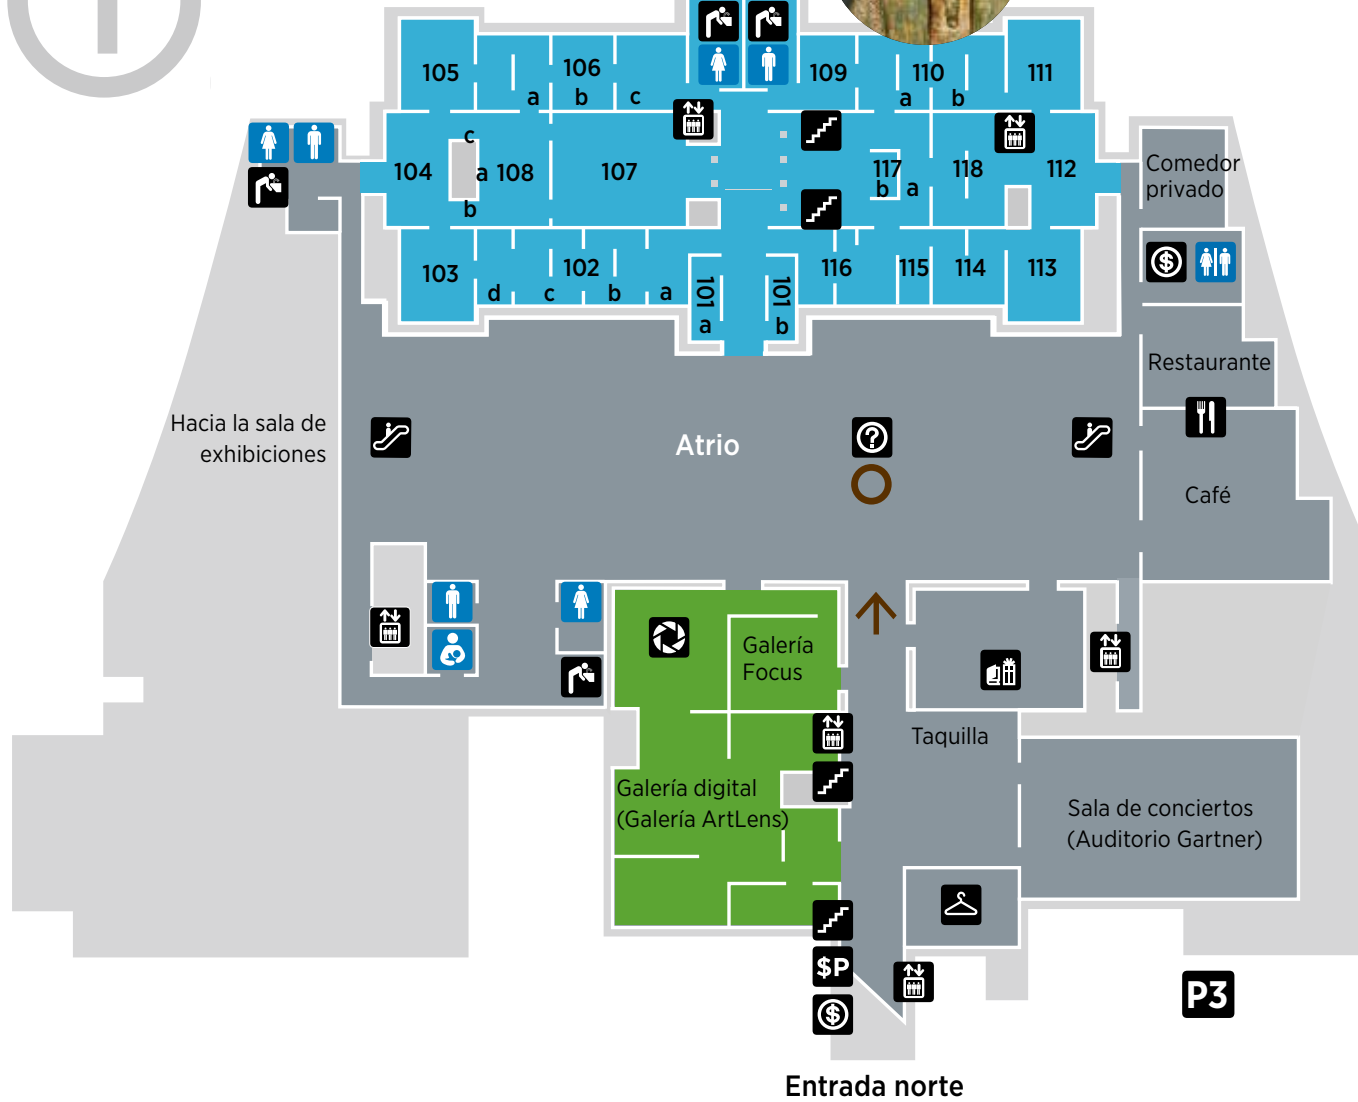 105
106
a
b
c
109
110
a
b
111
104
c
a
b
108
107
117
b
a
118
112
Comedor
privado
103
102
d
c
b
a
101
a
101
b
116
115
114
113
$
Restaurante
Hacia la sala de
exhibiciones
Atrio
?
Café
Galería
Focus
Taquilla
Galería digital
(Galería ArtLens)
Sala de conciertos
(Auditorio Gartner)
$P
$
P3
Entrada norte